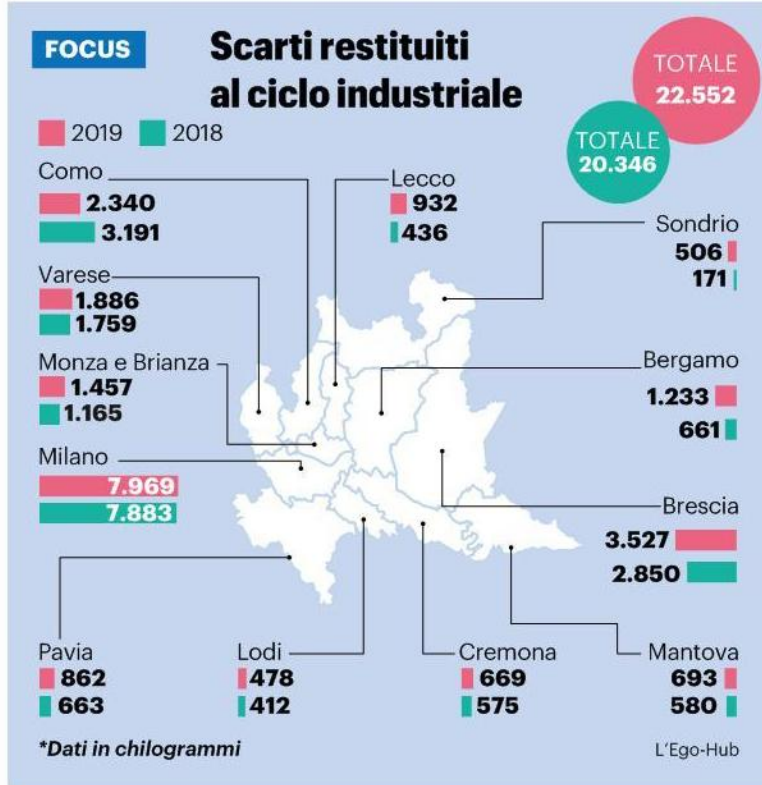 FOCUS
Scarti restituiti
al ciclo industriale
TOTALE
22.552
TOTALE
20.346
2019 2018
Como
2.340
3.191
Lecco
932
436
Sondrio
506
171
Varese
1.886
1.759
Monza e Brianza
1.457
1.165
Bergamo
1.233
661
Milano
7.969
7.883
Brescia
3.527
2.850
Pavia
862
663
Lodi
478
412
Cremona
669
575
Mantova
693
580
*Dati in chilogrammi
L'Ego-Hub